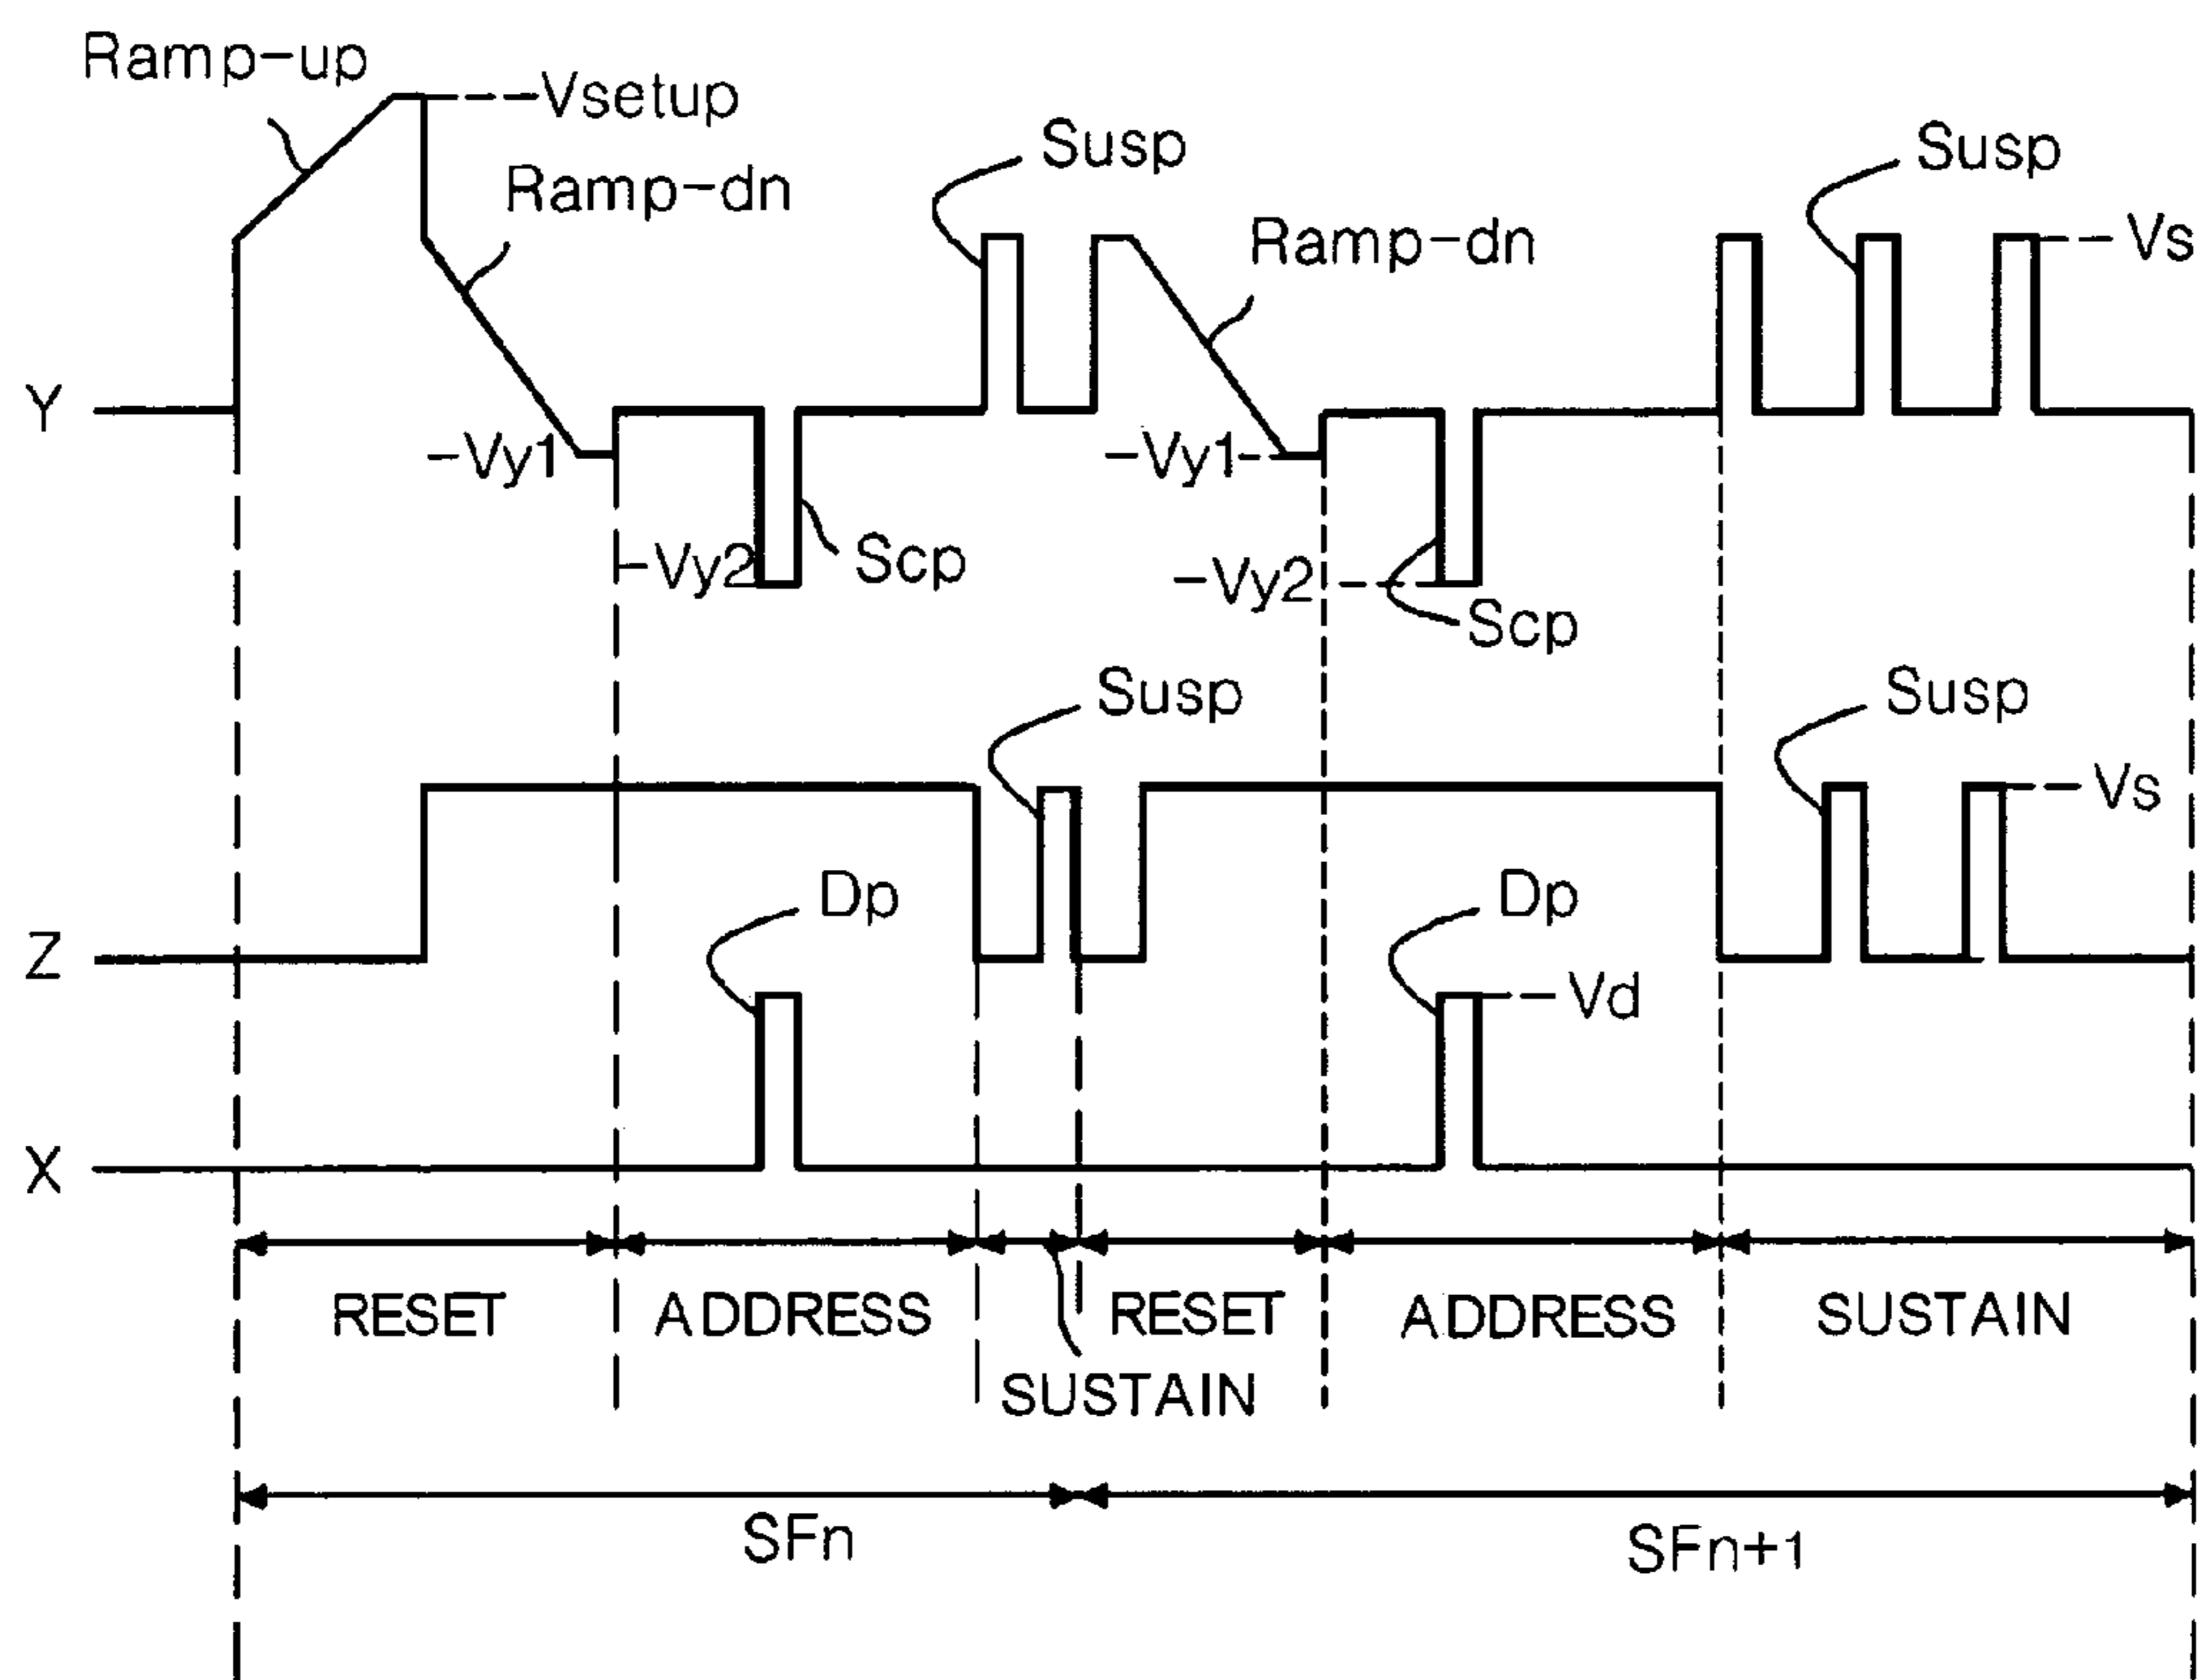 Ramp-up
Vsetup
Ramp-dn
Susp
Susp
Ramp-dn
Vs
Y
-Vy1
-Vy1
-Vy2
Scp
-Vy2
Scp
Susp
Susp
Vs
Dp
Dp
Z
Vd
X
RESET
ADDRESS
RESET
ADDRESS
SUSTAIN
SUSTAIN
SFn
SFn+1